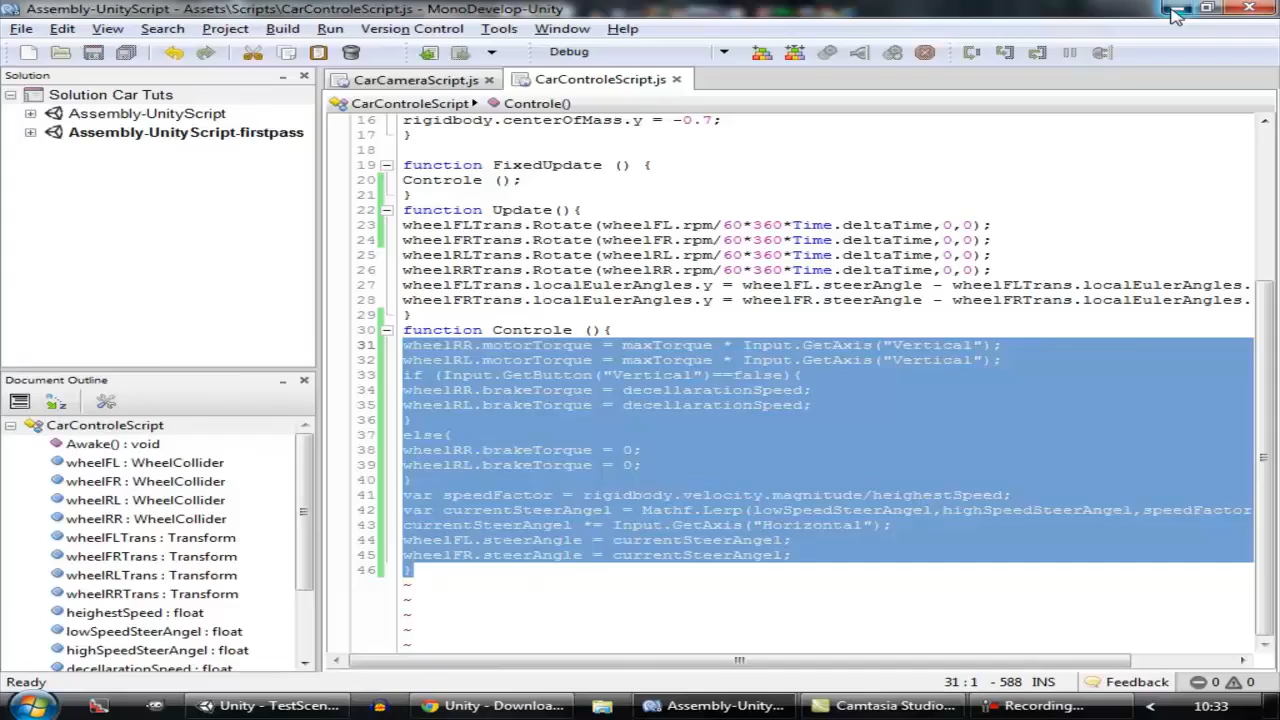 Assembly-UnityScript - Assets\Scripts\CarControleScript.js - MonoDevelop-Unity
File Edit View Search Project Build Run Version Control Tools Window Help
Debug
Solution
CarCameraScript.js
CarControleScript.js
Solution Car Tuts
Assembly-UnityScript
Assembly-UnityScript-firstpass
CarControleScript
Controle()
16 rigidbody.centerOfMass.y = -0.7;
17 }
18
19 function FixedUpdate () {
20 Controle ();
21 }
22 function Update(){
23 wheelFLTrans.Rotate(wheelFL.rpm/60*360*Time.deltaTime,0,0);
24 wheelFRTrans.Rotate(wheelFR.rpm/60*360*Time.deltaTime,0,0);
25 wheelRLTrans.Rotate(wheelRL.rpm/60*360*Time.deltaTime,0,0);
26 wheelRRTrans.Rotate(wheelRR.rpm/60*360*Time.deltaTime,0,0);
27 wheelFLTrans.localEulerAngles.y = wheelFL.steerAngle - wheelFLTrans.localEulerAngles.
28 wheelFRTrans.localEulerAngles.y = wheelFR.steerAngle - wheelFRTrans.localEulerAngles.
29 }
30 function Controle (){
31 wheelRR.motorTorque = maxTorque * Input.GetAxis("Vertical");
32 wheelRL.motorTorque = maxTorque * Input.GetAxis("Vertical");
33 if (Input.GetButton("Vertical")==false){
34 wheelRR.brakeTorque = decellarationSpeed;
35 wheelRL.brakeTorque = decellarationSpeed;
36 }
37 else{
38 wheelRR.brakeTorque = 0;
39 wheelRL.brakeTorque = 0;
40 }
41 var speedFactor = rigidbody.velocity.magnitude/heighestSpeed;
42 var currentSteerAngel = Mathf.Lerp(lowSpeedSteerAngel,highSpeedSteerAngel,speedFactor
43 currentSteerAngel *= Input.GetAxis("Horizontal");
44 wheelFL.steerAngle = currentSteerAngel;
45 wheelFR.steerAngle = currentSteerAngel;
46 }
~
~
~
~
~
Document Outline
CarControleScript
Awake() : void
wheelFL : WheelCollider
wheelFR : WheelCollider
wheelRL : WheelCollider
wheelRR : WheelCollider
wheelFLTrans : Transform
wheelFRTrans : Transform
wheelRLTrans : Transform
wheelRRTrans : Transform
heighestSpeed : float
lowSpeedSteerAngel : float
highSpeedSteerAngel : float
decellarationSpeed : float
Ready
31 : 1 - 588 INS
Feedback
0 0
Unity - TestScen...
Unity - Downloa...
Assembly-Unity...
Camtasia Studio...
Recording...
10:33